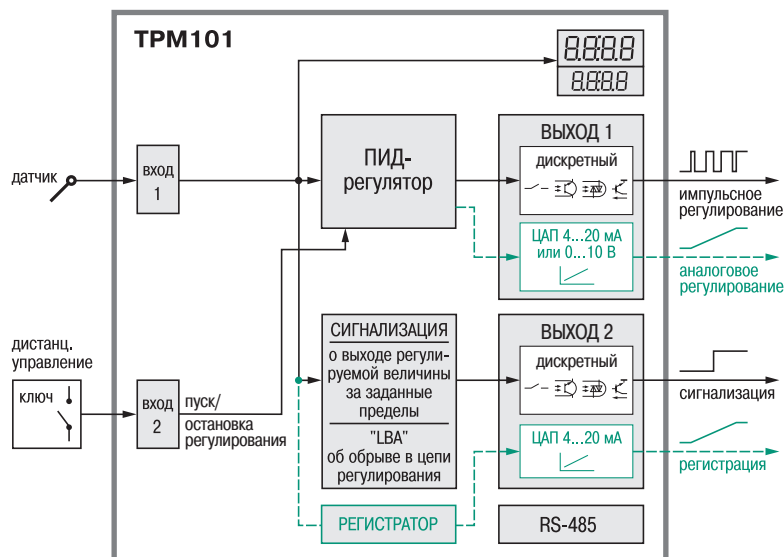 ТРМ101
8.8.8.8
8.8.8.8
датчик
вход
1
ПИД-
регулятор
ВЫХОД 1
дискретный
ЦАП 4...20 мА
или 0...10 В
импульсное
регулирование
аналоговое
регулирование
дистанц.
управление
ключ
вход
2
пуск/
остановка
регулирования
СИГНАЛИЗАЦИЯ
о выходе регули-
руемой величины
за заданные
пределы
"LBA"
об обрыве в цепи
регулирования
ВЫХОД 2
дискретный
ЦАП 4...20 мА
сигнализация
регистрация
РЕГИСТРАТОР
RS-485